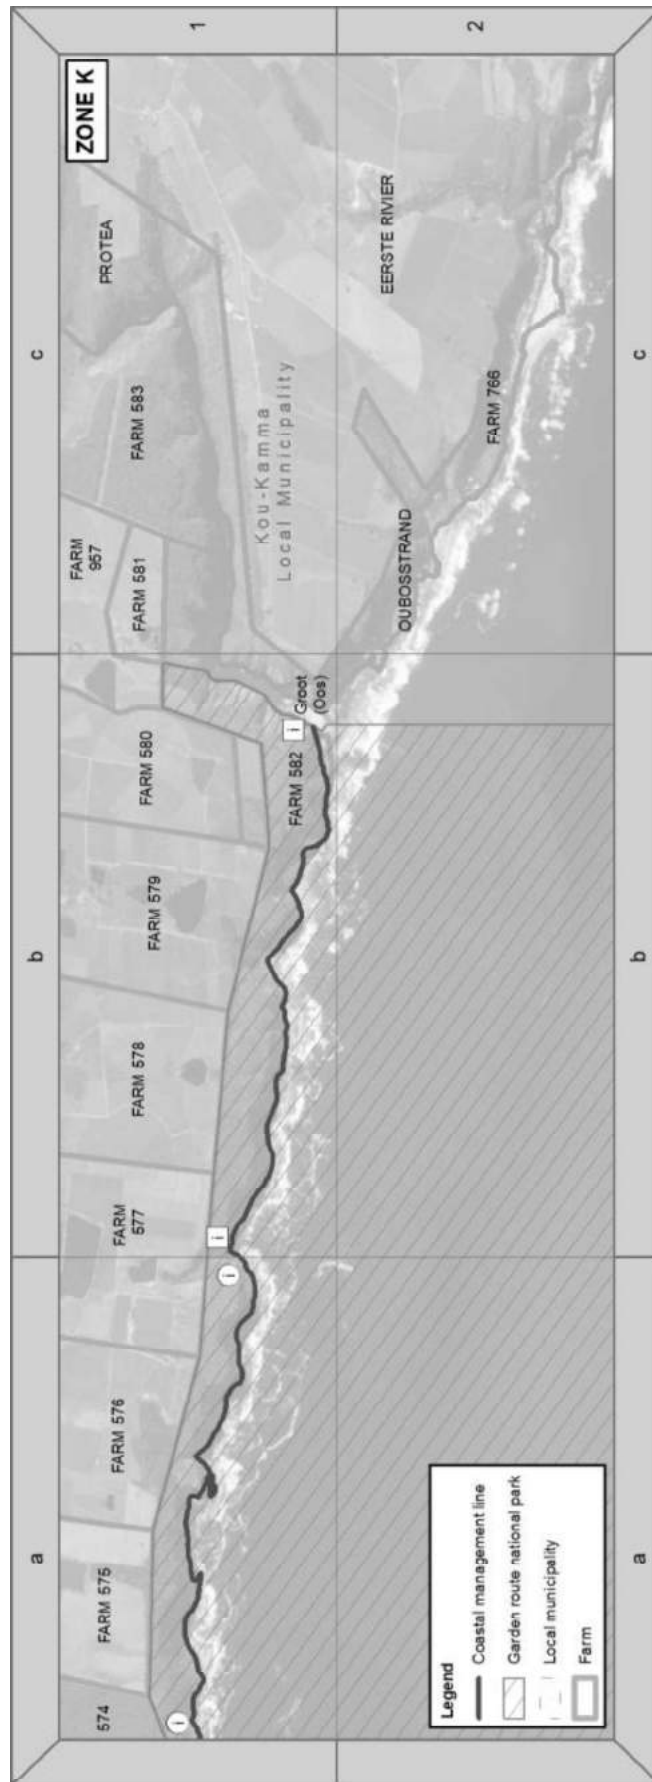 ZONE K
a
b
c
1
2
574
FARM 575
FARM 576
FARM
577
FARM 578
FARM 579
FARM 580
FARM 581
FARM
957
FARM 583
PROTEA
i
i
i
i
FARM 582
Groot
(Oos)
Kou-Kamma
Local Municipality
OUBOSSTRAND
EERSTE RIVIER
FARM 766
Legend
Coastal management line
Garden route national park
Local municipality
Farm
a
c